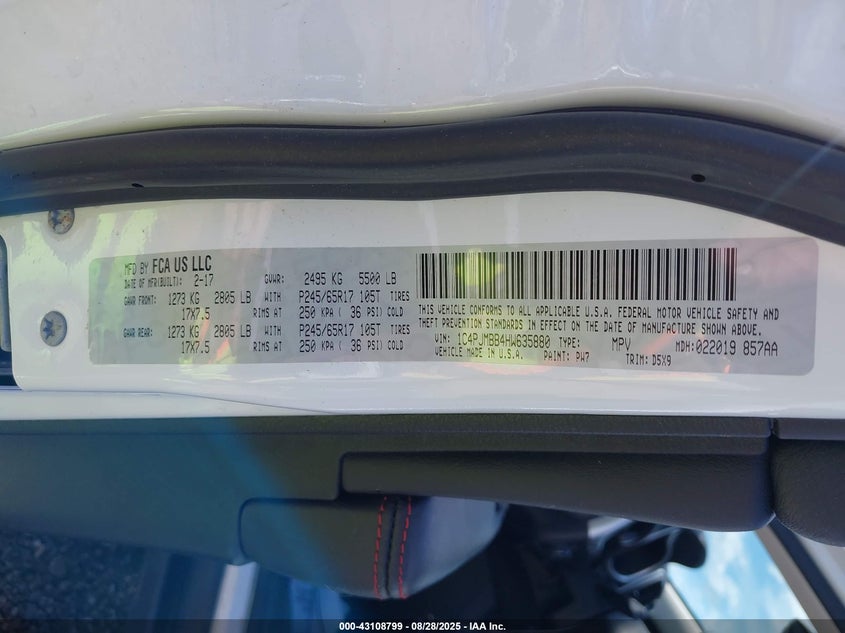 MFD BY FCA US LLC
DATE OF MFR(BUILT): 2-17 GVWR: 2495 KG 5500 LB
GAWR FRONT: 1273 KG 2805 LB WITH P245/65R17 105T TIRES
17X7.5 RIMS AT 250 KPA ( 36 PSI) COLD
GAWR REAR: 1273 KG 2805 LB WITH P245/65R17 105T TIRES
17X7.5 RIMS AT 250 KPA ( 36 PSI) COLD
THIS VEHICLE CONFORMS TO ALL APPLICABLE U.S.A. FEDERAL MOTOR VEHICLE SAFETY AND
THEFT PREVENTION STANDARDS IN EFFECT ON THE DATE OF MANUFACTURE SHOWN ABOVE.
VIN: 1C4PJMBB4HW635880 TYPE: MPV MDH:022019 857AA
VEHICLE MADE IN U.S.A. PAINT: PW7 TRIM: D5X9
000-43108799 - 08/28/2025 - IAA Inc.